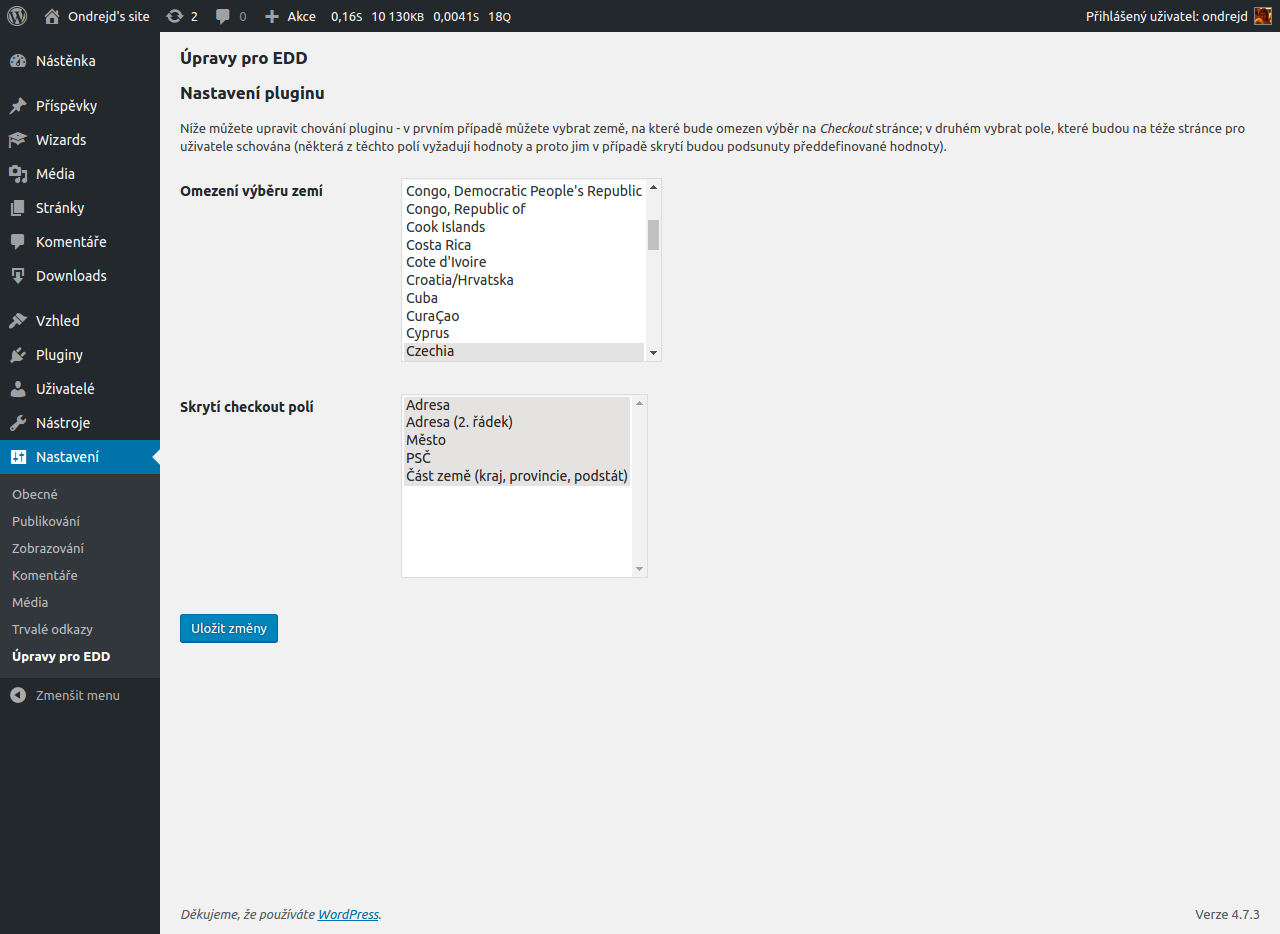 Ondrejd's site 2 0 Akce 0,16S 10 130KB 0,0041S 18Q Přihlášený uživatel: ondrejd
Nástěnka
Příspěvky
Wizards
Média
Stránky
Komentáře
Downloads
Vzhled
Pluginy
Uživatelé
Nástroje
Nastavení
Obecné
Publikování
Zobrazování
Komentáře
Média
Trvalé odkazy
Úpravy pro EDD
Zmenšit menu
Úpravy pro EDD
Nastavení pluginu
Níže můžete upravit chování pluginu - v prvním případě můžete vybrat země, na které bude omezen výběr na Checkout stránce; v druhém vybrat pole, které budou na téže stránce pro
uživatele schována (některá z těchto polí vyžadují hodnoty a proto jim v případě skrytí budou podsunuty předdefinované hodnoty).
Omezení výběru zemí
Congo, Democratic People's Republic
Congo, Republic of
Cook Islands
Costa Rica
Cote d'Ivoire
Croatia/Hrvatska
Cuba
CuraÇao
Cyprus
Czechia
Skrytí checkout polí
Adresa
Adresa (2. řádek)
Město
PSČ
Část země (kraj, provincie, podstát)
Uložit změny
Děkujeme, že používáte WordPress.
Verze 4.7.3